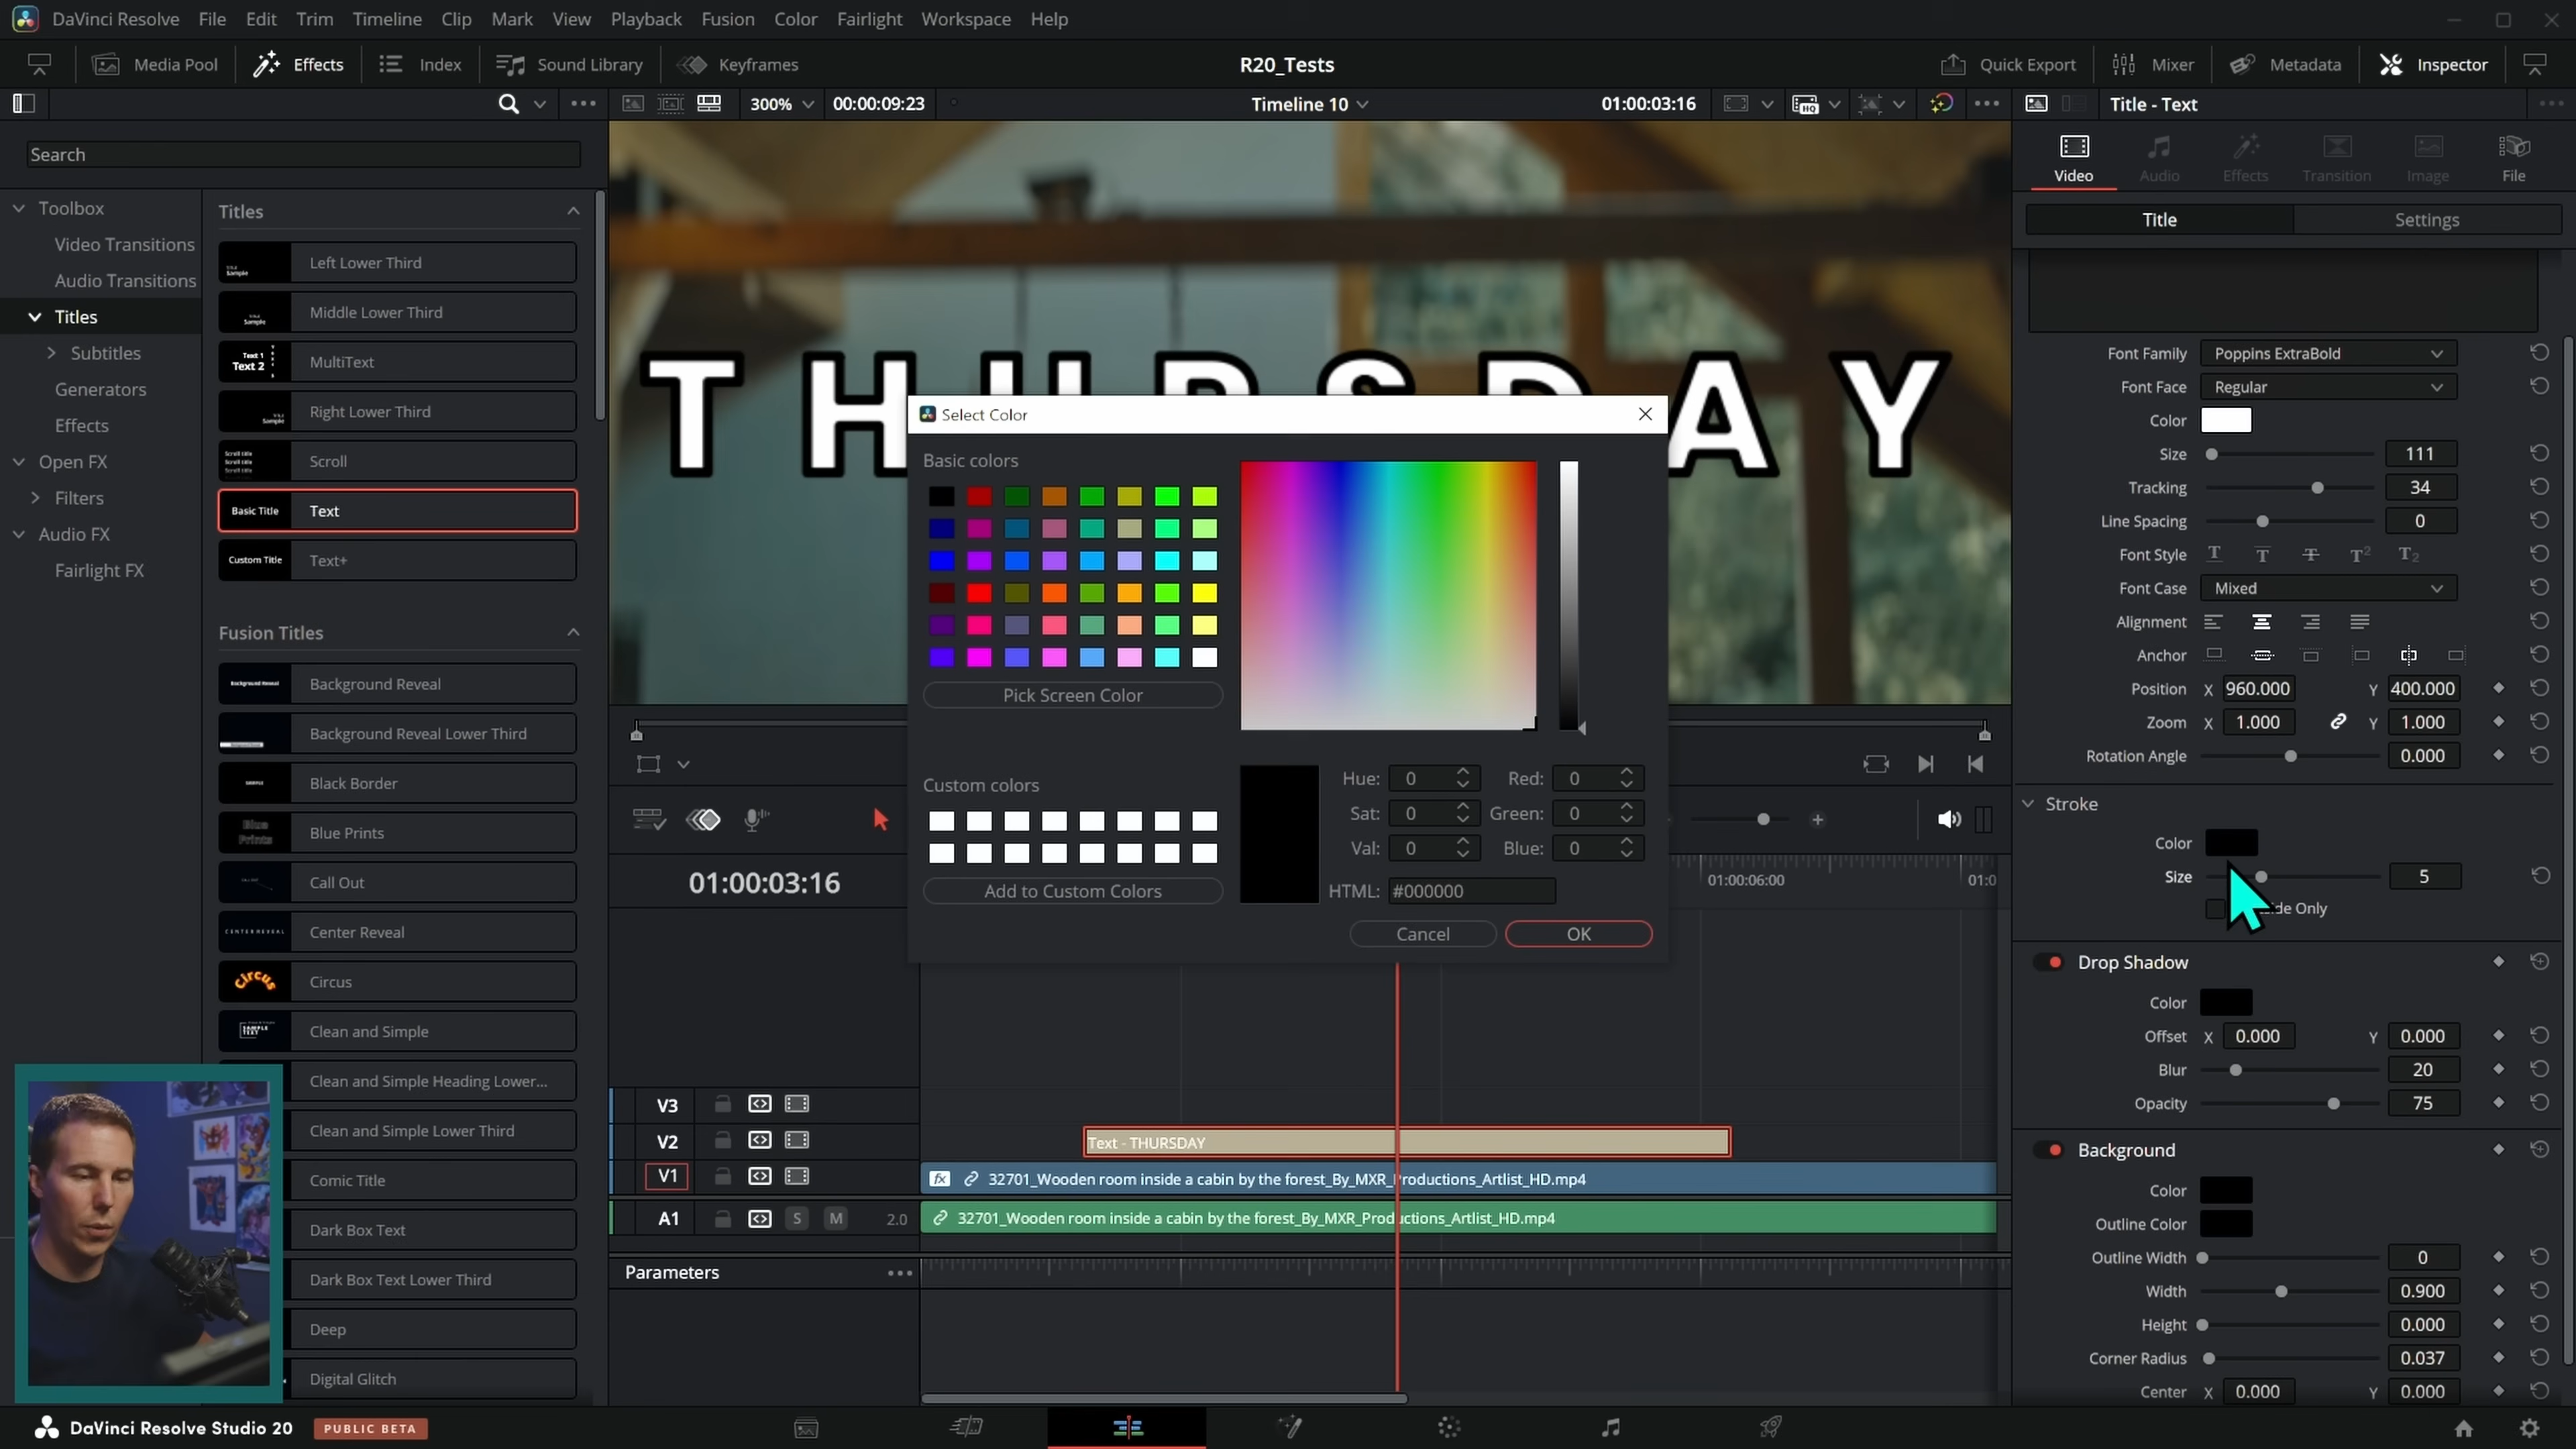 DaVinci Resolve File Edit Trim Timeline Clip Mark View Playback Fusion Color Fairlight Workspace Help
Media Pool Effects Index Sound Library Keyframes R20_Tests Quick Export Mixer Metadata Inspector
300% 00:00:09:23 Timeline 10 01:00:03:16 Title - Text
Search
Video Audio Effects Transition Image File
Title Settings
Toolbox
Video Transitions
Audio Transitions
Titles
Subtitles
Generators
Effects
Open FX
Filters
Audio FX
Fairlight FX
Titles
Left Lower Third
Middle Lower Third
Text 1
Text 2
MultiText
Right Lower Third
Scroll
Basic Title Text
Custom Title Text+
Fusion Titles
Background Reveal
Background Reveal Lower Third
Black Border
Blue Prints Blue Prints
Call Out
Center Reveal
Circus Circus
Clean and Simple
Clean and Simple Heading Lower...
Clean and Simple Lower Third
Comic Title
Dark Box Text
Dark Box Text Lower Third
Deep
Digital Glitch
THURSDAY
Select Color
Basic colors
Pick Screen Color
Custom colors
Add to Custom Colors
Hue: 0 Red: 0
Sat: 0 Green: 0
Val: 0 Blue: 0
HTML: #000000
Cancel OK
01:00:03:16
01:00:06:00 01:0
V3
V2 Text - THURSDAY
V1 fx 32701_Wooden room inside a cabin by the forest_By_MXR_Productions_Artlist_HD.mp4
A1 S M 2.0 32701_Wooden room inside a cabin by the forest_By_MXR_Productions_Artlist_HD.mp4
Parameters
Font Family Poppins ExtraBold
Font Face Regular
Color
Size 111
Tracking 34
Line Spacing 0
Font Style T T T T2 T2
Font Case Mixed
Alignment
Anchor
Position X 960.000 Y 400.000
Zoom X 1.000 Y 1.000
Rotation Angle 0.000
Stroke
Color
Size 5
Only
Drop Shadow
Color
Offset X 0.000 Y 0.000
Blur 20
Opacity 75
Background
Color
Outline Color
Outline Width 0
Width 0.900
Height 0.000
Corner Radius 0.037
Center X 0.000 Y 0.000
DaVinci Resolve Studio 20 PUBLIC BETA